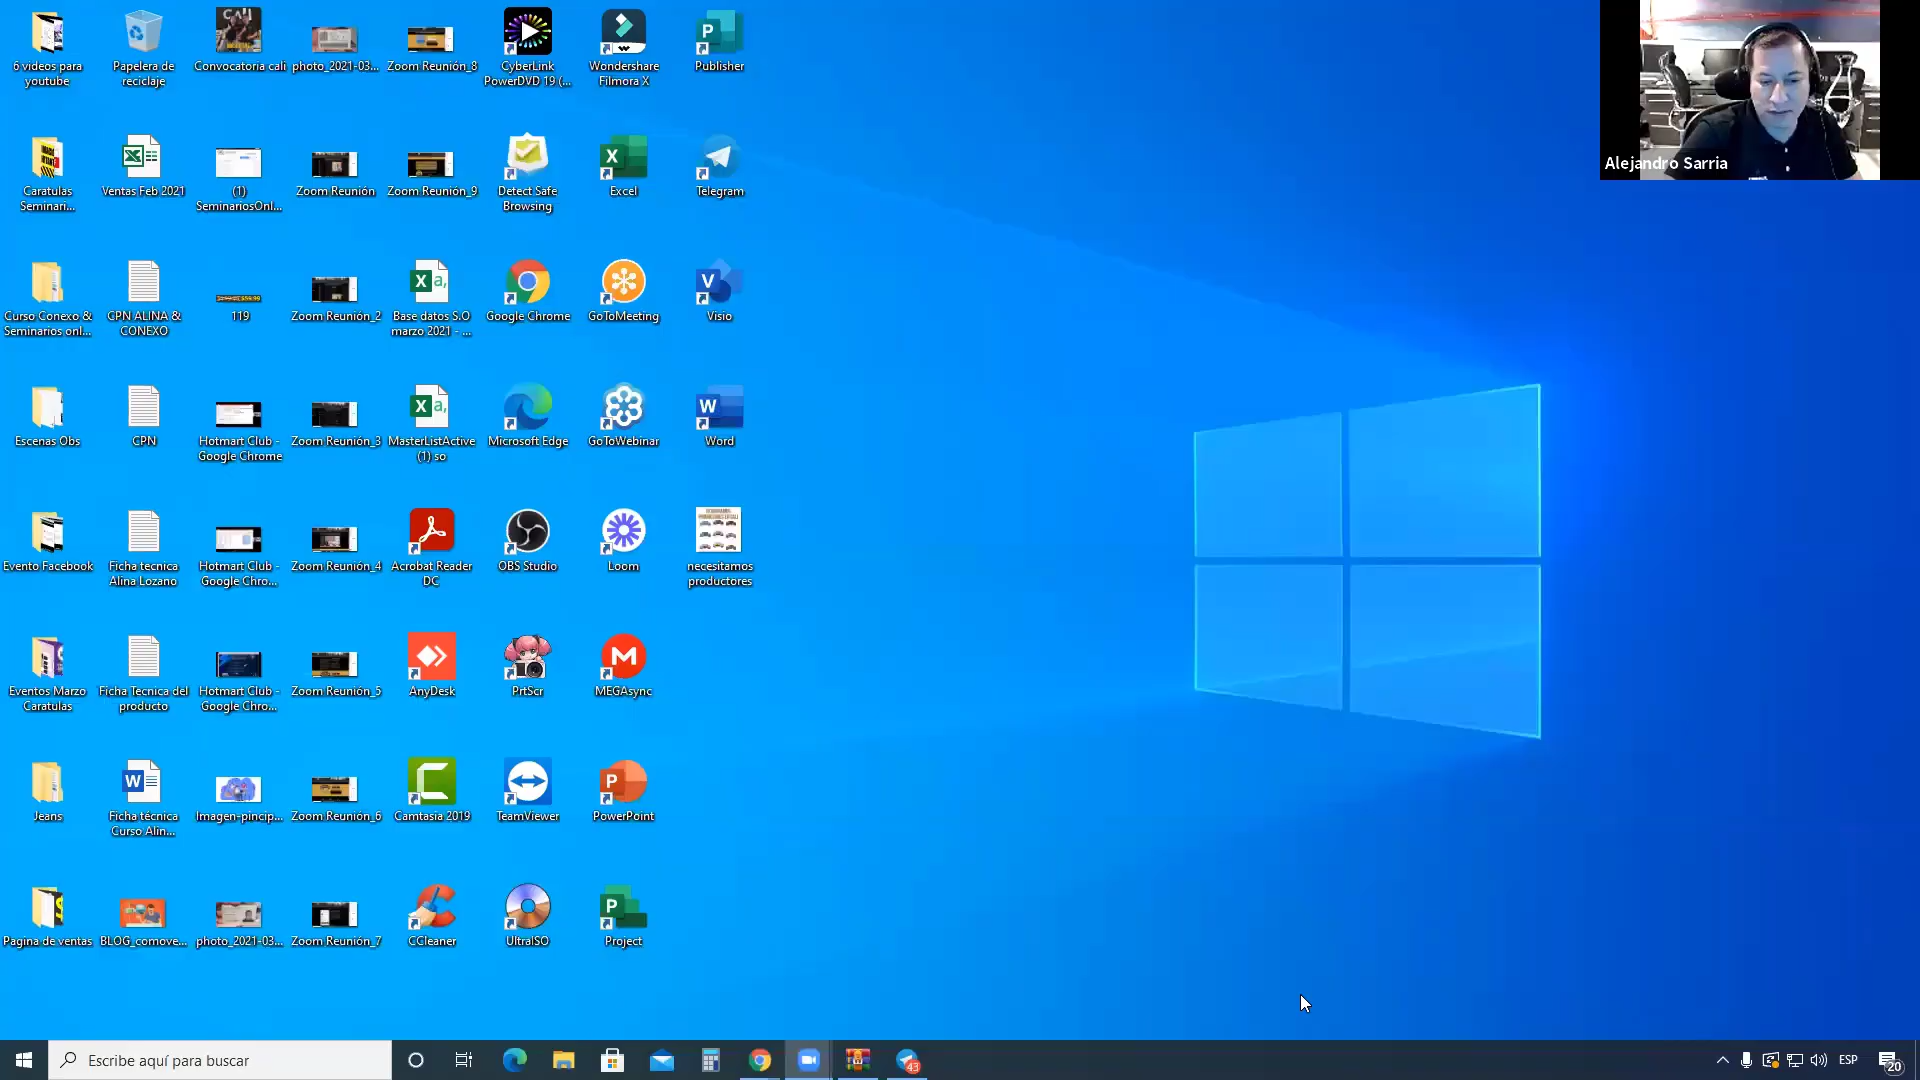 6 videos para
youtube
Papelera de
reciclaje
CALI
Convocatoria cali
photo_2021-03...
Zoom Reunión_8
CyberLink
PowerDVD 19 (...
Wondershare
Filmora X
Publisher
Alejandro Sarria
Caratulas
Seminari...
Ventas Feb 2021
(1)
SeminariosOnl...
Zoom Reunión
Zoom Reunión_9
Detect Safe
Browsing
Excel
Telegram
Curso Conexo &
Seminarios onl...
CPN ALINA &
CONEXO
119
Zoom Reunión_2
Base datos S.O
marzo 2021 - ...
Google Chrome
GoToMeeting
Visio
Escenas Obs
CPN
Hotmart Club -
Google Chrome
Zoom Reunión_3
MasterListActive
(1) so
Microsoft Edge
GoToWebinar
Word
Evento Facebook
Ficha tecnica
Alina Lozano
Hotmart Club -
Google Chro...
Zoom Reunión_4
Acrobat Reader
DC
OBS Studio
Loom
necesitamos
productores
Eventos Marzo
Caratulas
Ficha Tecnica del
producto
Hotmart Club -
Google Chro...
Zoom Reunión_5
AnyDesk
PrtScr
MEGAsync
Jeans
Ficha técnica
Curso Alin...
Imagen-pincip...
Zoom Reunión_6
Camtasia 2019
TeamViewer
PowerPoint
Pagina de ventas
BLOG_comove...
photo_2021-03...
Zoom Reunión_7
CCleaner
UltraISO
Project
Escribe aquí para buscar
43
ESP
20